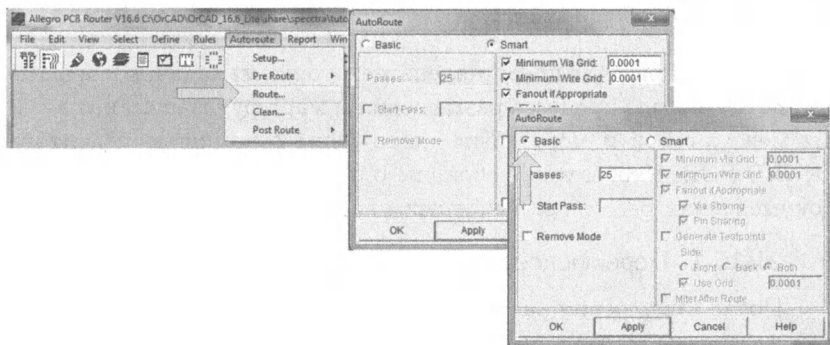 Allegro PCB Router V16.6 C:\OrCAD\OrCAD_16.6_Lite\share\specctra\tuto
File Edit View Select Define Rules Autoroute Report Win
Setup...
Pre Route
Route...
Clean...
Post Route
AutoRoute
Basic Smart
Passes: 25
Start Pass:
Remove Mode
Minimum Via Grid: 0.0001
Minimum Wire Grid: 0.0001
Fanout if Appropriate
OK Apply
AutoRoute
Basic Smart
Passes: 25
Start Pass:
Remove Mode
Minimum Via Grid: 0.0001
Minimum Wire Grid: 0.0001
Fanout if Appropriate
Via Sharing
Pin Sharing
Generate Testpoints
Side:
Front Back Both
Use Grid: 0.0001
Miter After Route
OK Apply Cancel Help